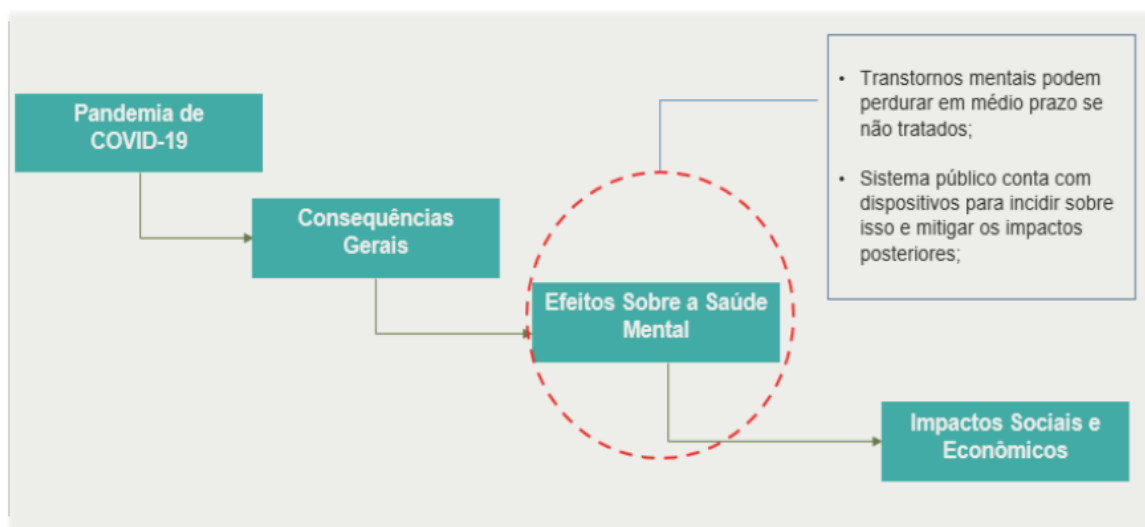 Pandemia de
COVID-19
Consequências
Gerais
Efeitos Sobre a Saúde
Mental
Impactos Sociais e
Econômicos
• Transtornos mentais podem
perdurar em médio prazo se
não tratados;
• Sistema público conta com
dispositivos para incidir sobre
isso e mitigar os impactos
posteriores;